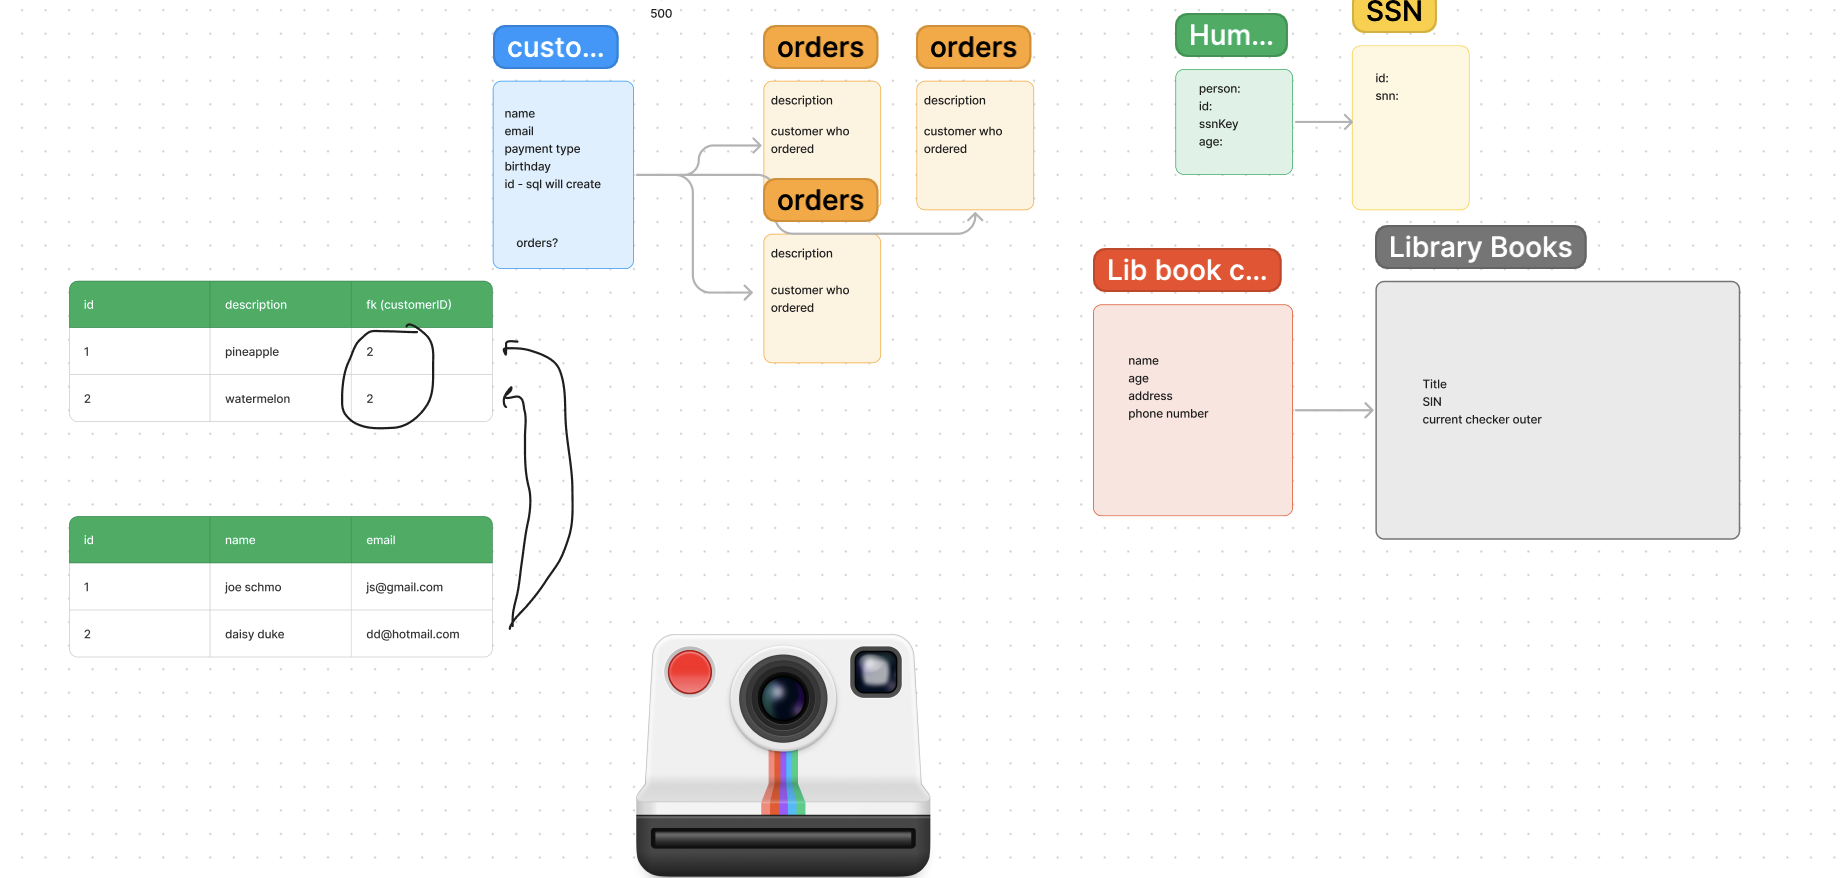 500
custo...
name
email
payment type
birthday
id - sql will create
orders?
orders
description
customer who
ordered
orders
description
customer who
ordered
orders
description
customer who
ordered
Hum...
person:
id:
ssnKey
age:
SSN
id:
snn:
Lib book c...
name
age
address
phone number
Library Books
Title
SIN
current checker outer
id description fk (customerID)
1 pineapple 2
2 watermelon 2
id name email
1 joe schmo js@gmail.com
2 daisy duke dd@hotmail.com